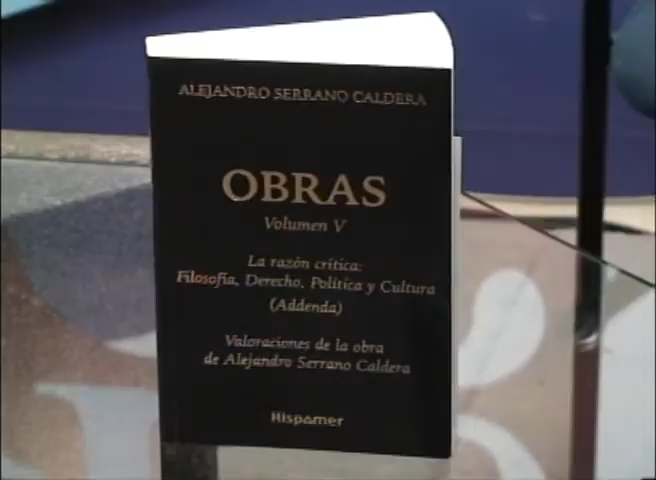 ALEJANDRO SERRANO CALDERA
OBRAS
Volumen V
La razón crítica:
Filosofía, Derecho, Política y Cultura
(Addenda)
Valoraciones de la obra
de Alejandro Serrano Caldera
Hispamer